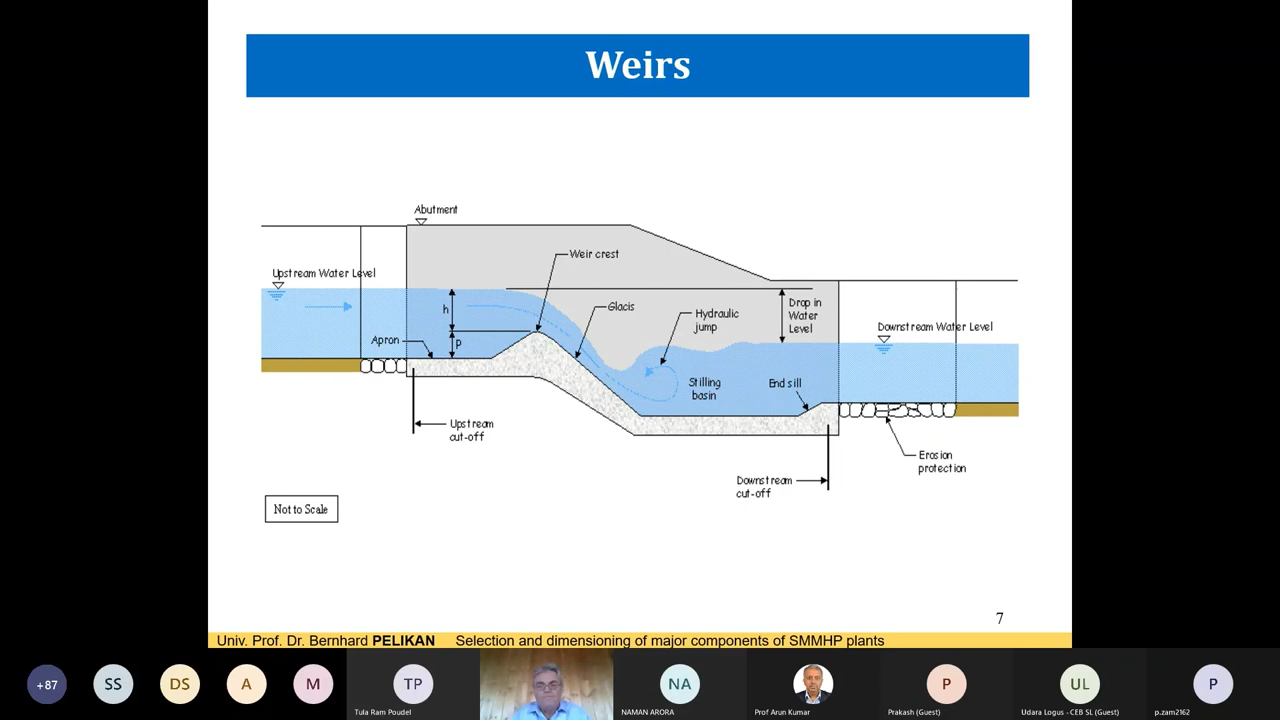 Weirs
Abutment
Weir crest
Upstream Water Level
h
Glacis
Drop in
Water
Level
Hydraulic
jump
Downstream Water Level
Apron
p
Stilling
basin
End sill
Upstream
cut-off
Erosion
protection
Downstream
cut-off
Not to Scale
7
Univ. Prof. Dr. Bernhard PELIKAN Selection and dimensioning of major components of SMMHP plants
+87
SS
DS
A
M
TP
NA
P
UL
P
Tula Ram Poudel
NAMAN ARORA
Prof Arun Kumar
Prakash (Guest)
Udara Logus - CEB SL (Guest)
p.zam2162